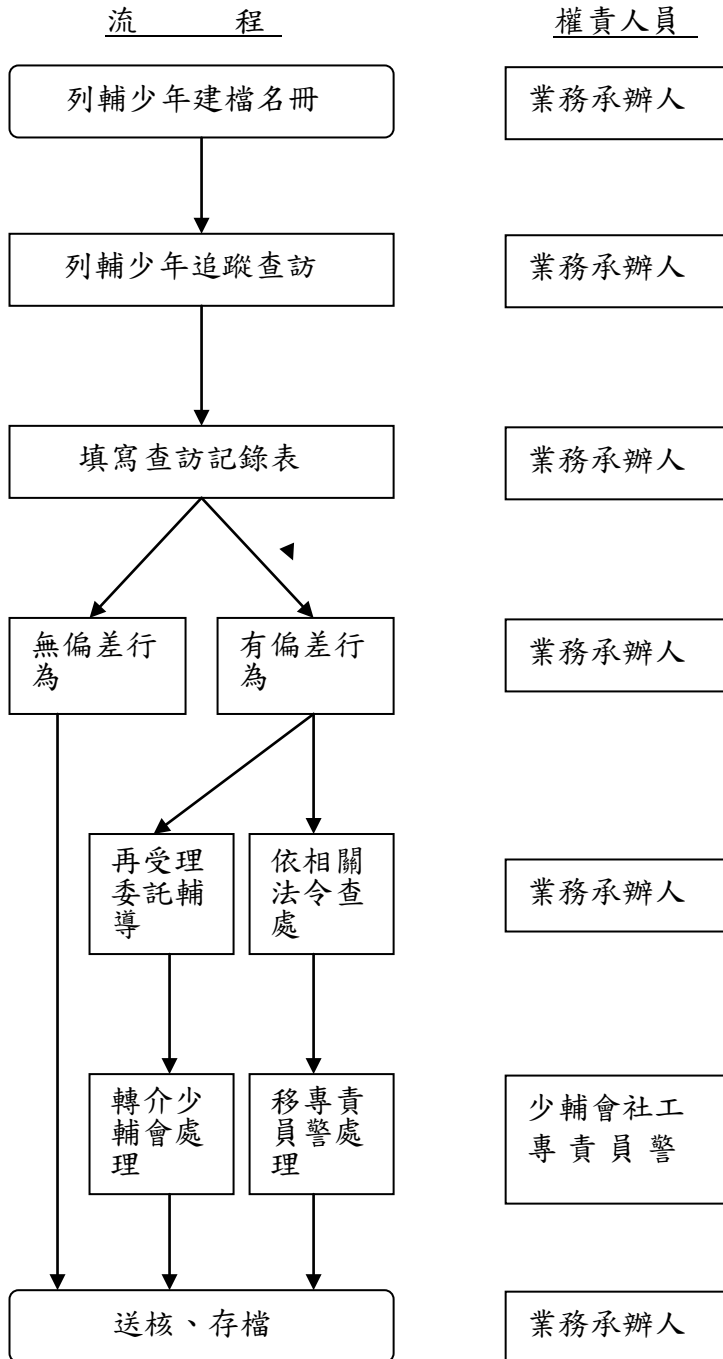 流程 權責人員
列輔少年建檔名冊
業務承辦人
列輔少年追蹤查訪
業務承辦人
填寫查訪記錄表
業務承辦人
無偏差行
為
有偏差行
為
業務承辦人
再受理
委託輔
導
依相關
法令查
處
業務承辦人
轉介少
輔會處
理
移專責
員警處
理
少輔會社工
專責員警
送核、存檔
業務承辦人